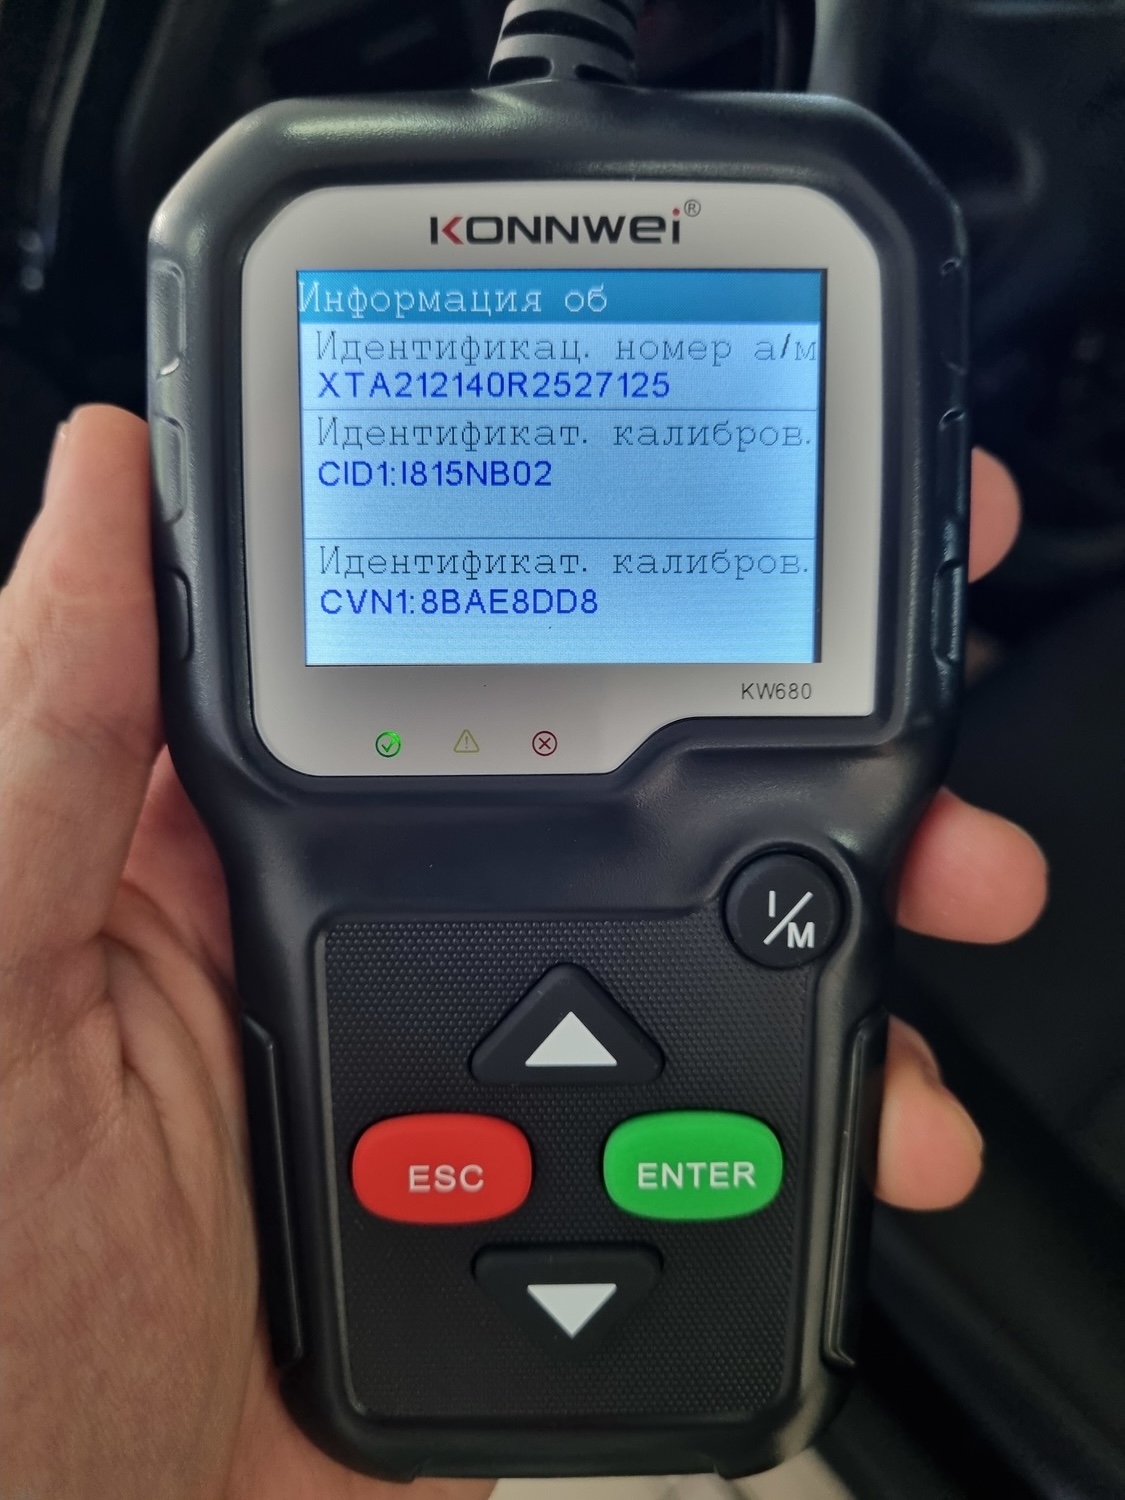 KONNWEI®
Информация об
Идентификац. номер а/м
XTA212140R2527125
Идентификат. калибров.
CID1:I815NB02
Идентификат. калибров.
CVN1:8BAE8DD8
KW680
I/M
ESC
ENTER